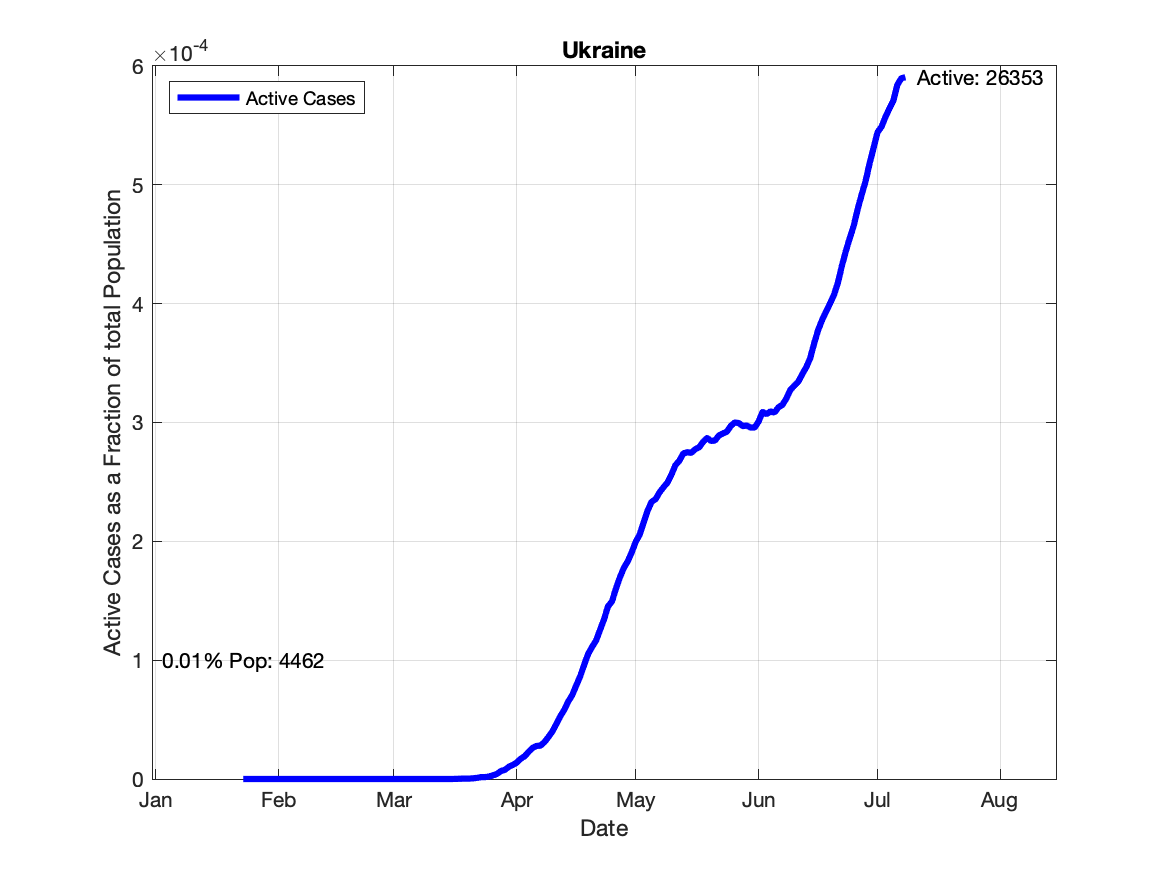 Ukraine
×10⁻⁴
6
5
4
3
2
1
0
Active Cases
Active: 26353
0.01% Pop: 4462
Active Cases as a Fraction of total Population
Jan Feb Mar Apr May Jun Jul Aug
Date